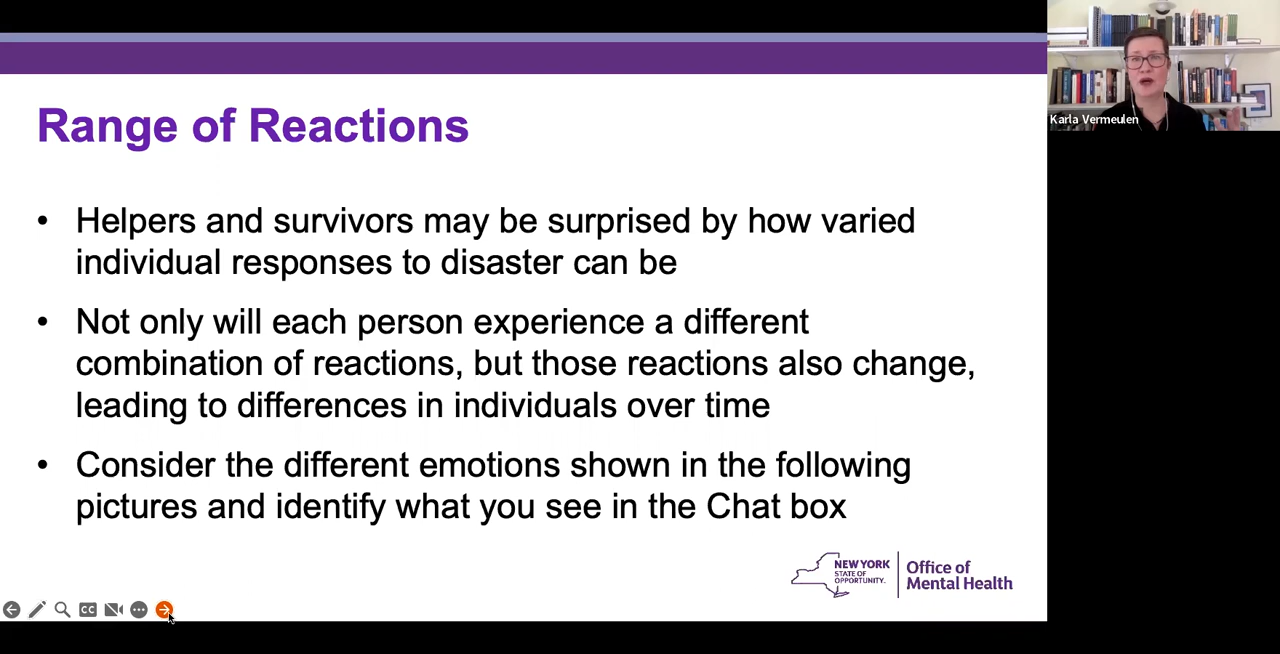 Range of Reactions
• Helpers and survivors may be surprised by how varied
individual responses to disaster can be
• Not only will each person experience a different
combination of reactions, but those reactions also change,
leading to differences in individuals over time
• Consider the different emotions shown in the following
pictures and identify what you see in the Chat box
NEW YORK
STATE OF
OPPORTUNITY.
Office of
Mental Health
CC
Karla Vermeulen